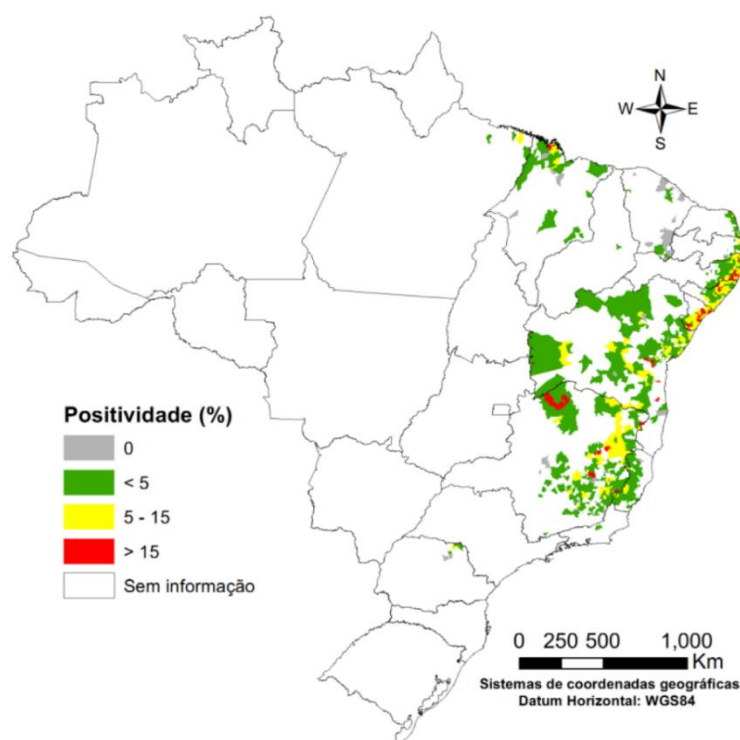 N
W E
S
Positividade (%)
0
< 5
5 - 15
> 15
Sem informação
0 250 500 1,000
Km
Sistemas de coordenadas geográficas
Datum Horizontal: WGS84